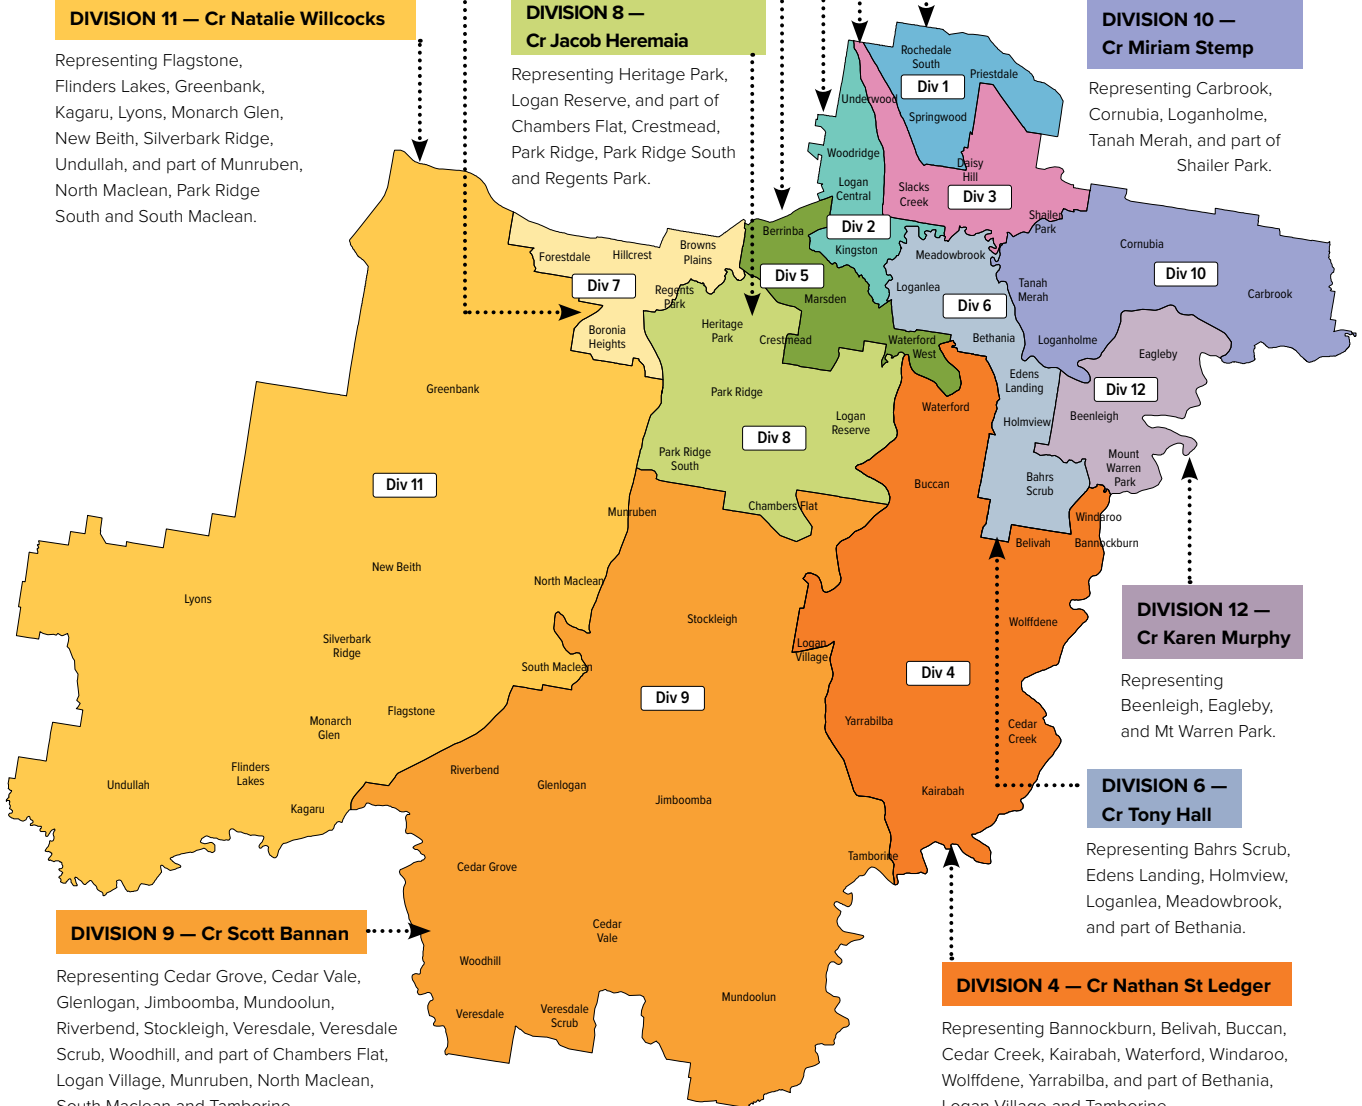 DIVISION 11 — Cr Natalie Willcocks
Representing Flagstone,
Flinders Lakes, Greenbank,
Kagaru, Lyons, Monarch Glen,
New Beith, Silverbark Ridge,
Undullah, and part of Munruben,
North Maclean, Park Ridge
South and South Maclean.
DIVISION 8 —
Cr Jacob Heremaia
Representing Heritage Park,
Logan Reserve, and part of
Chambers Flat, Crestmead,
Park Ridge, Park Ridge South
and Regents Park.
DIVISION 10 —
Cr Miriam Stemp
Representing Carbrook,
Cornubia, Loganholme,
Tanah Merah, and part of
Shailer Park.
Rochedale
South
Priestdale
Div 1
Underwood
Springwood
Woodridge
Daisy
Hill
Logan
Central
Slacks
Creek
Div 3
Shailer
Park
Div 2
Berrinba
Kingston
Meadowbrook
Cornubia
Div 10
Carbrook
Forestdale
Hillcrest
Browns
Plains
Div 7
Regents
Park
Boronia
Heights
Div 5
Marsden
Loganlea
Div 6
Tanah
Merah
Heritage
Park
Crestmead
Waterford
West
Bethania
Loganholme
Eagleby
Edens
Landing
Div 12
Greenbank
Park Ridge
Waterford
Logan
Reserve
Holmview
Beenleigh
Div 8
Park Ridge
South
Mount
Warren
Park
Div 11
Buccan
Bahrs
Scrub
Munruben
Chambers Flat
Windaroo
Belivah
Bannockburn
New Beith
North Maclean
Lyons
Stockleigh
Wolffdene
Silverbark
Ridge
Logan
Village
South Maclean
Div 4
Div 9
Flagstone
Monarch
Glen
Yarrabilba
Cedar
Creek
Undullah
Flinders
Lakes
Kagaru
Riverbend
Glenlogan
Jimboomba
Kairabah
Cedar Grove
Tamborine
Cedar
Vale
Woodhill
Mundoolun
Veresdale
Veresdale
Scrub
DIVISION 12 —
Cr Karen Murphy
Representing
Beenleigh, Eagleby,
and Mt Warren Park.
DIVISION 6 —
Cr Tony Hall
Representing Bahrs Scrub,
Edens Landing, Holmview,
Loganlea, Meadowbrook,
and part of Bethania.
DIVISION 9 — Cr Scott Bannan
Representing Cedar Grove, Cedar Vale,
Glenlogan, Jimboomba, Mundoolun,
Riverbend, Stockleigh, Veresdale, Veresdale
Scrub, Woodhill, and part of Chambers Flat,
Logan Village, Munruben, North Maclean,
South Maclean and Tamborine
DIVISION 4 — Cr Nathan St Ledger
Representing Bannockburn, Belivah, Buccan,
Cedar Creek, Kairabah, Waterford, Windaroo,
Wolffdene, Yarrabilba, and part of Bethania,
Logan Village and Tamborine